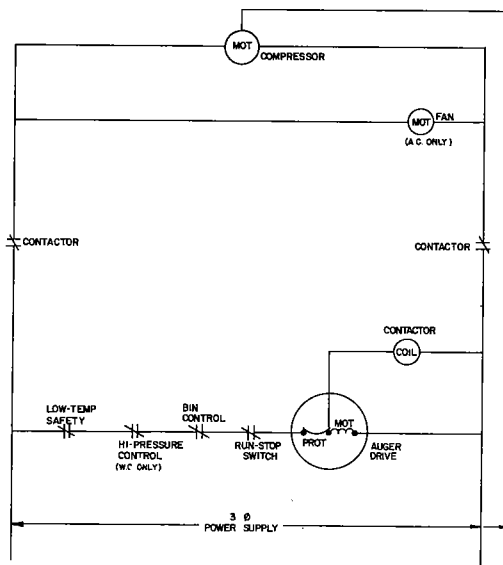 MOT
COMPRESSOR
MOT FAN
(A.C. ONLY)
CONTACTOR
CONTACTOR
CONTACTOR
COIL
LOW-TEMP
SAFETY
BIN
CONTROL
HI-PRESSURE
CONTROL
(W.C. ONLY)
RUN-STOP
SWITCH
MOT
PROT
AUGER
DRIVE
3 Ø
POWER SUPPLY